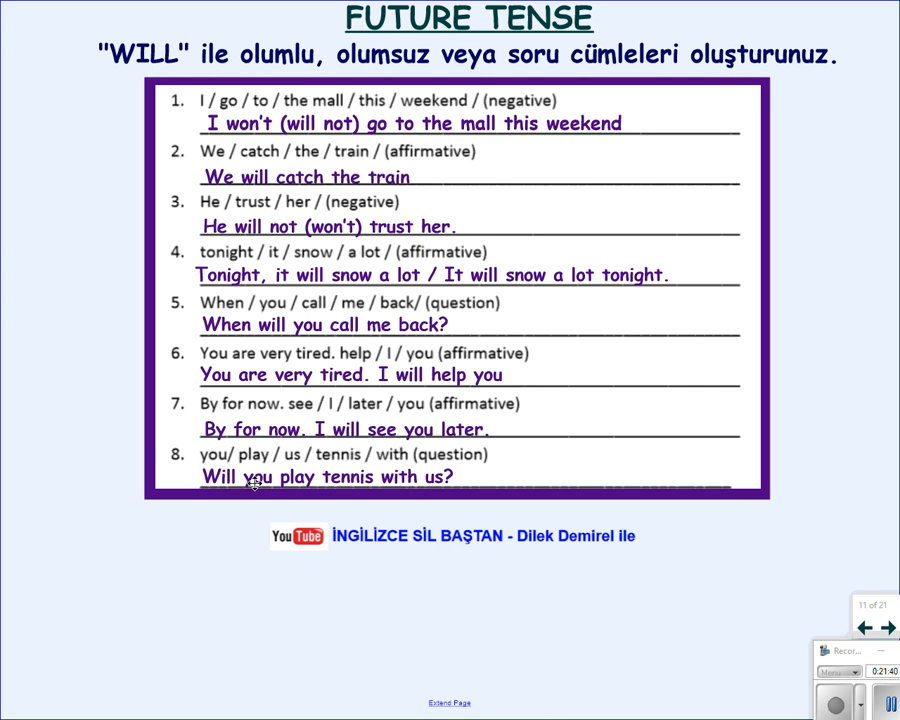 FUTURE TENSE
"WILL" ile olumlu, olumsuz veya soru cümleleri oluşturunuz.
1. I / go / to / the mall / this / weekend / (negative)
I won't (will not) go to the mall this weekend
2. We / catch / the / train / (affirmative)
We will catch the train
3. He / trust / her / (negative)
He will not (won't) trust her.
4. tonight / it / snow / a lot / (affirmative)
Tonight, it will snow a lot / It will snow a lot tonight.
5. When / you / call / me / back/ (question)
When will you call me back?
6. You are very tired. help / I / you (affirmative)
You are very tired. I will help you
7. By for now. see / I / later / you (affirmative)
By for now. I will see you later.
8. you/ play / us / tennis / with (question)
Will you play tennis with us?
YouTube İNGİLİZCE SİL BAŞTAN - Dilek Demirel ile
11 of 21
Recor...
Menu
0:21:40
Extend Page